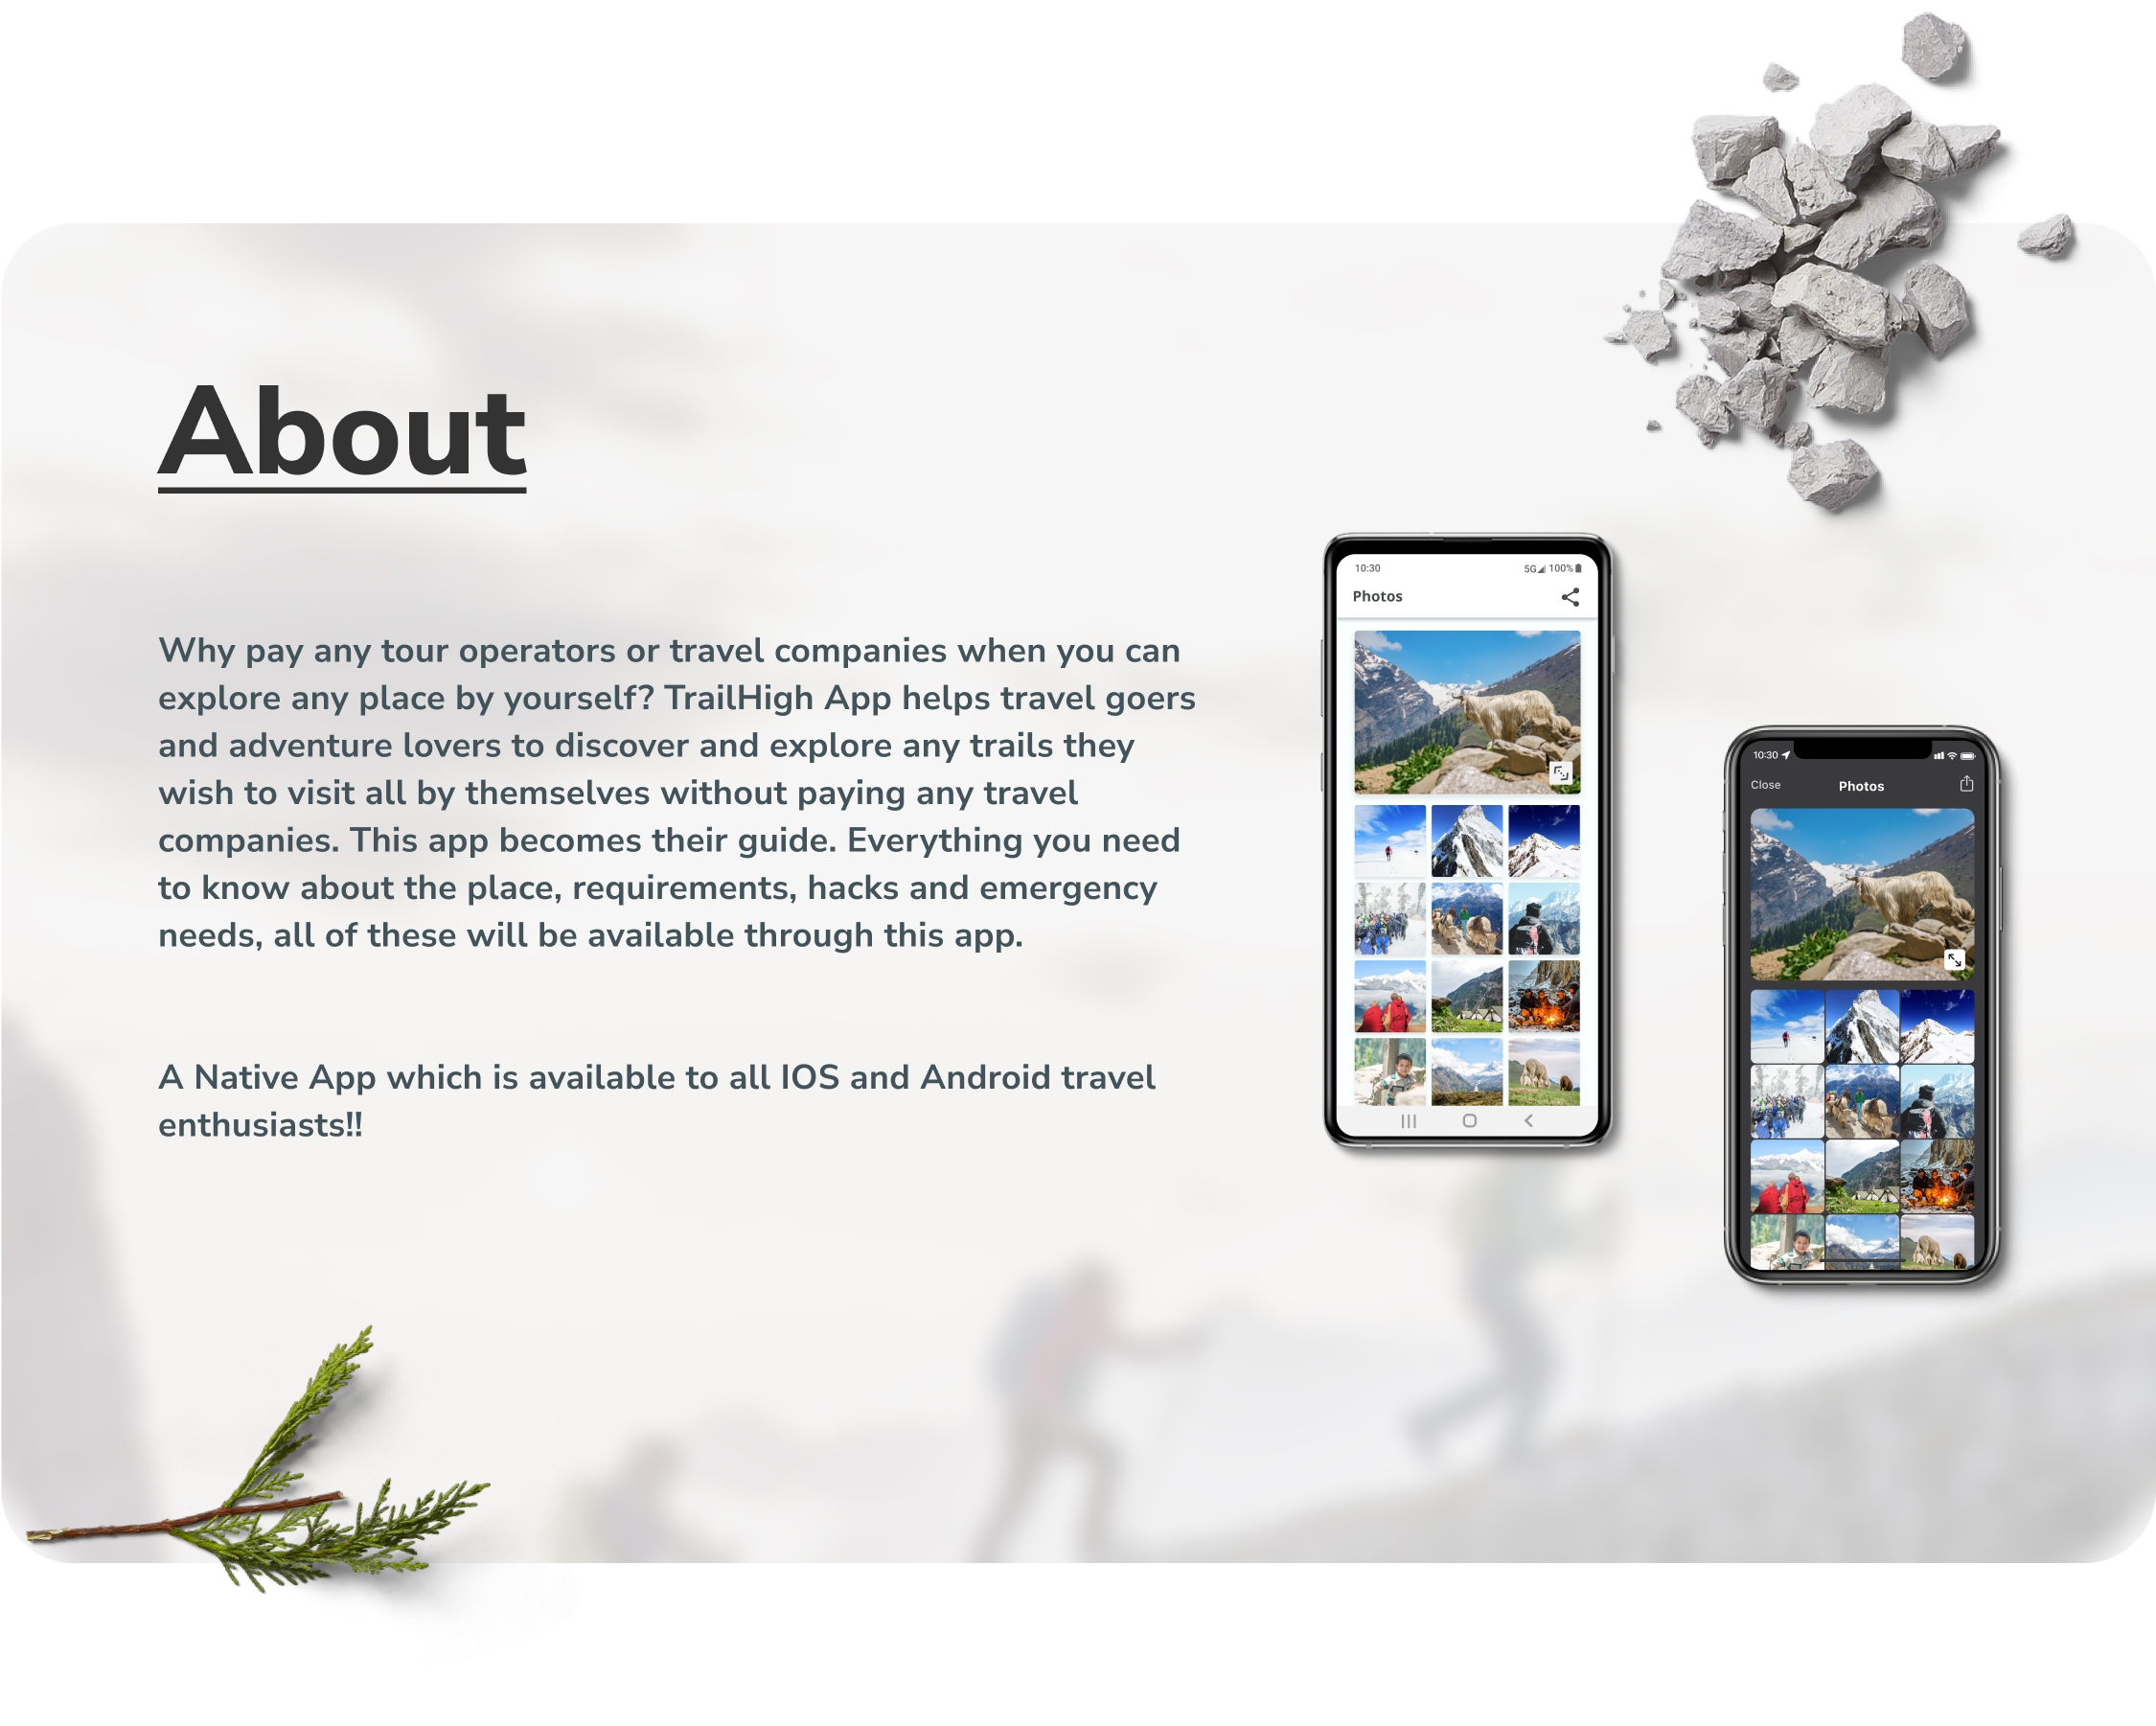 About
Why pay any tour operators or travel companies when you can
explore any place by yourself? TrailHigh App helps travel goers
and adventure lovers to discover and explore any trails they
wish to visit all by themselves without paying any travel
companies. This app becomes their guide. Everything you need
to know about the place, requirements, hacks and emergency
needs, all of these will be available through this app.
A Native App which is available to all IOS and Android travel
enthusiasts!!
10:30 5G 100%
Photos
10:30
Close Photos